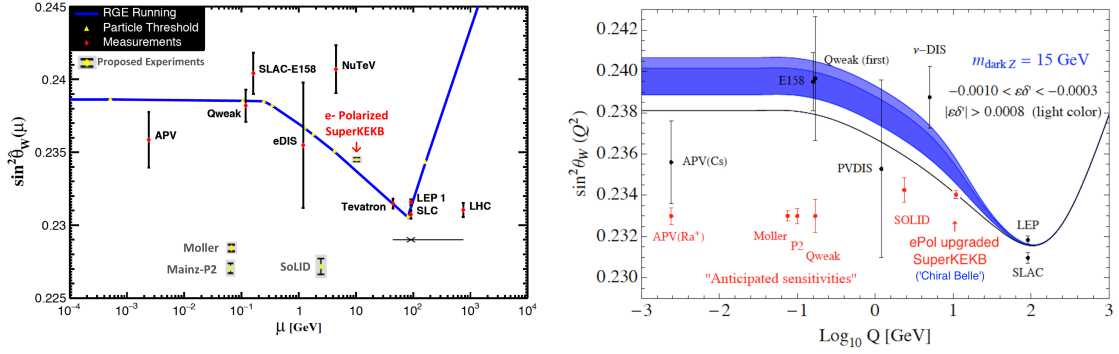 0.245
0.24
0.235
0.23
0.225
sin²θ̂_W(μ)
RGE Running
Particle Threshold
Measurements
Proposed Experiments
SLAC-E158
NuTeV
Qweak
APV
eDIS
e- Polarized
SuperKEKB
Tevatron
LEP 1
SLC
LHC
Moller
Mainz-P2
SoLID
10⁻⁴ 10⁻³ 10⁻² 10⁻¹ 1 10 10² 10³ 10⁴
μ [GeV]
0.242
0.240
0.238
0.236
0.234
0.232
0.230
sin²θ_W (Q²)
Qweak (first)
E158
ν-DIS
m_dark Z = 15 GeV
−0.0010 < εδ' < −0.0003
|εδ'| > 0.0008 (light color)
APV(Cs)
PVDIS
SOLID
APV(Ra⁺)
Moller
P2
Qweak
"Anticipated sensitivities"
ePol upgraded
SuperKEKB
('Chiral Belle')
LEP
SLAC
−3 −2 −1 0 1 2 3
Log₁₀ Q [GeV]